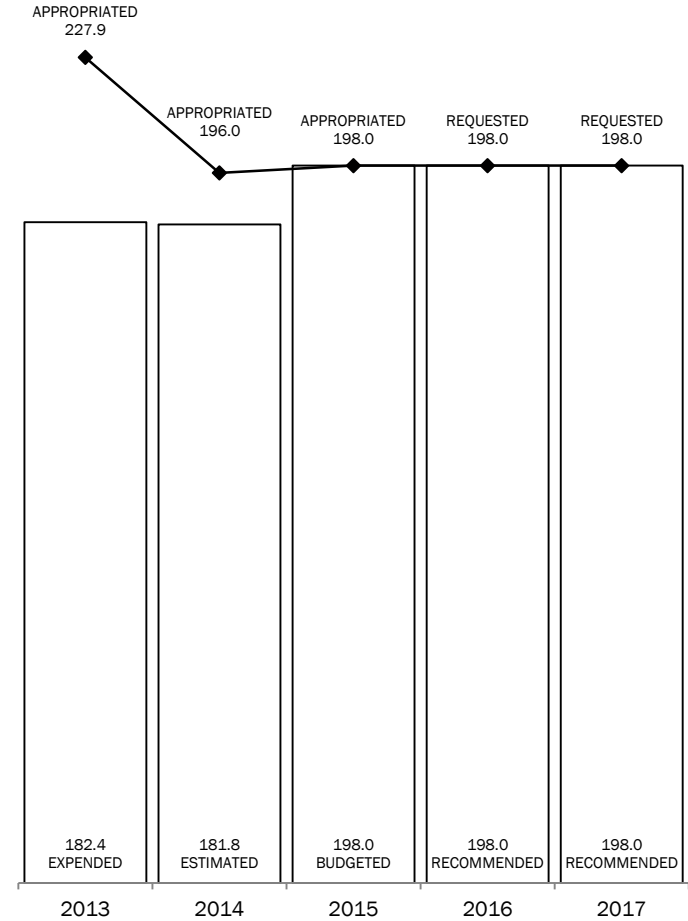 APPROPRIATED
227.9
APPROPRIATED
196.0
APPROPRIATED
198.0
REQUESTED
198.0
REQUESTED
198.0
182.4
EXPENDED
181.8
ESTIMATED
198.0
BUDGETED
198.0
RECOMMENDED
198.0
RECOMMENDED
2013
2014
2015
2016
2017